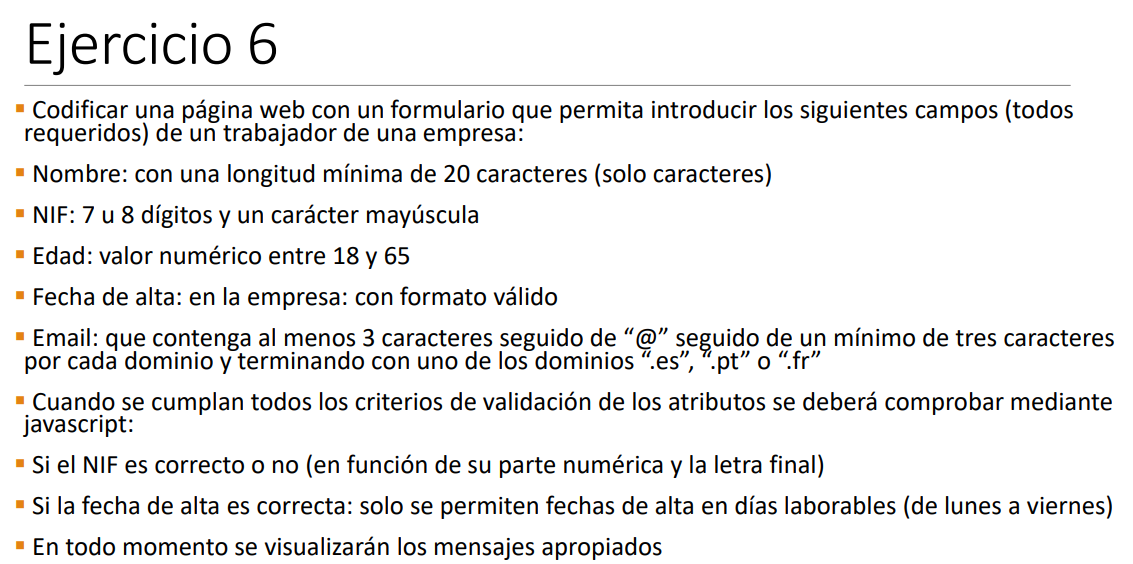 Ejercicio 6
▪ Codificar una página web con un formulario que permita introducir los siguientes campos (todos
requeridos) de un trabajador de una empresa:
▪ Nombre: con una longitud mínima de 20 caracteres (solo caracteres)
▪ NIF: 7 u 8 dígitos y un carácter mayúscula
▪ Edad: valor numérico entre 18 y 65
▪ Fecha de alta: en la empresa: con formato válido
▪ Email: que contenga al menos 3 caracteres seguido de “@” seguido de un mínimo de tres caracteres
por cada dominio y terminando con uno de los dominios “.es”, “.pt” o “.fr”
▪ Cuando se cumplan todos los criterios de validación de los atributos se deberá comprobar mediante
javascript:
▪ Si el NIF es correcto o no (en función de su parte numérica y la letra final)
▪ Si la fecha de alta es correcta: solo se permiten fechas de alta en días laborables (de lunes a viernes)
▪ En todo momento se visualizarán los mensajes apropiados